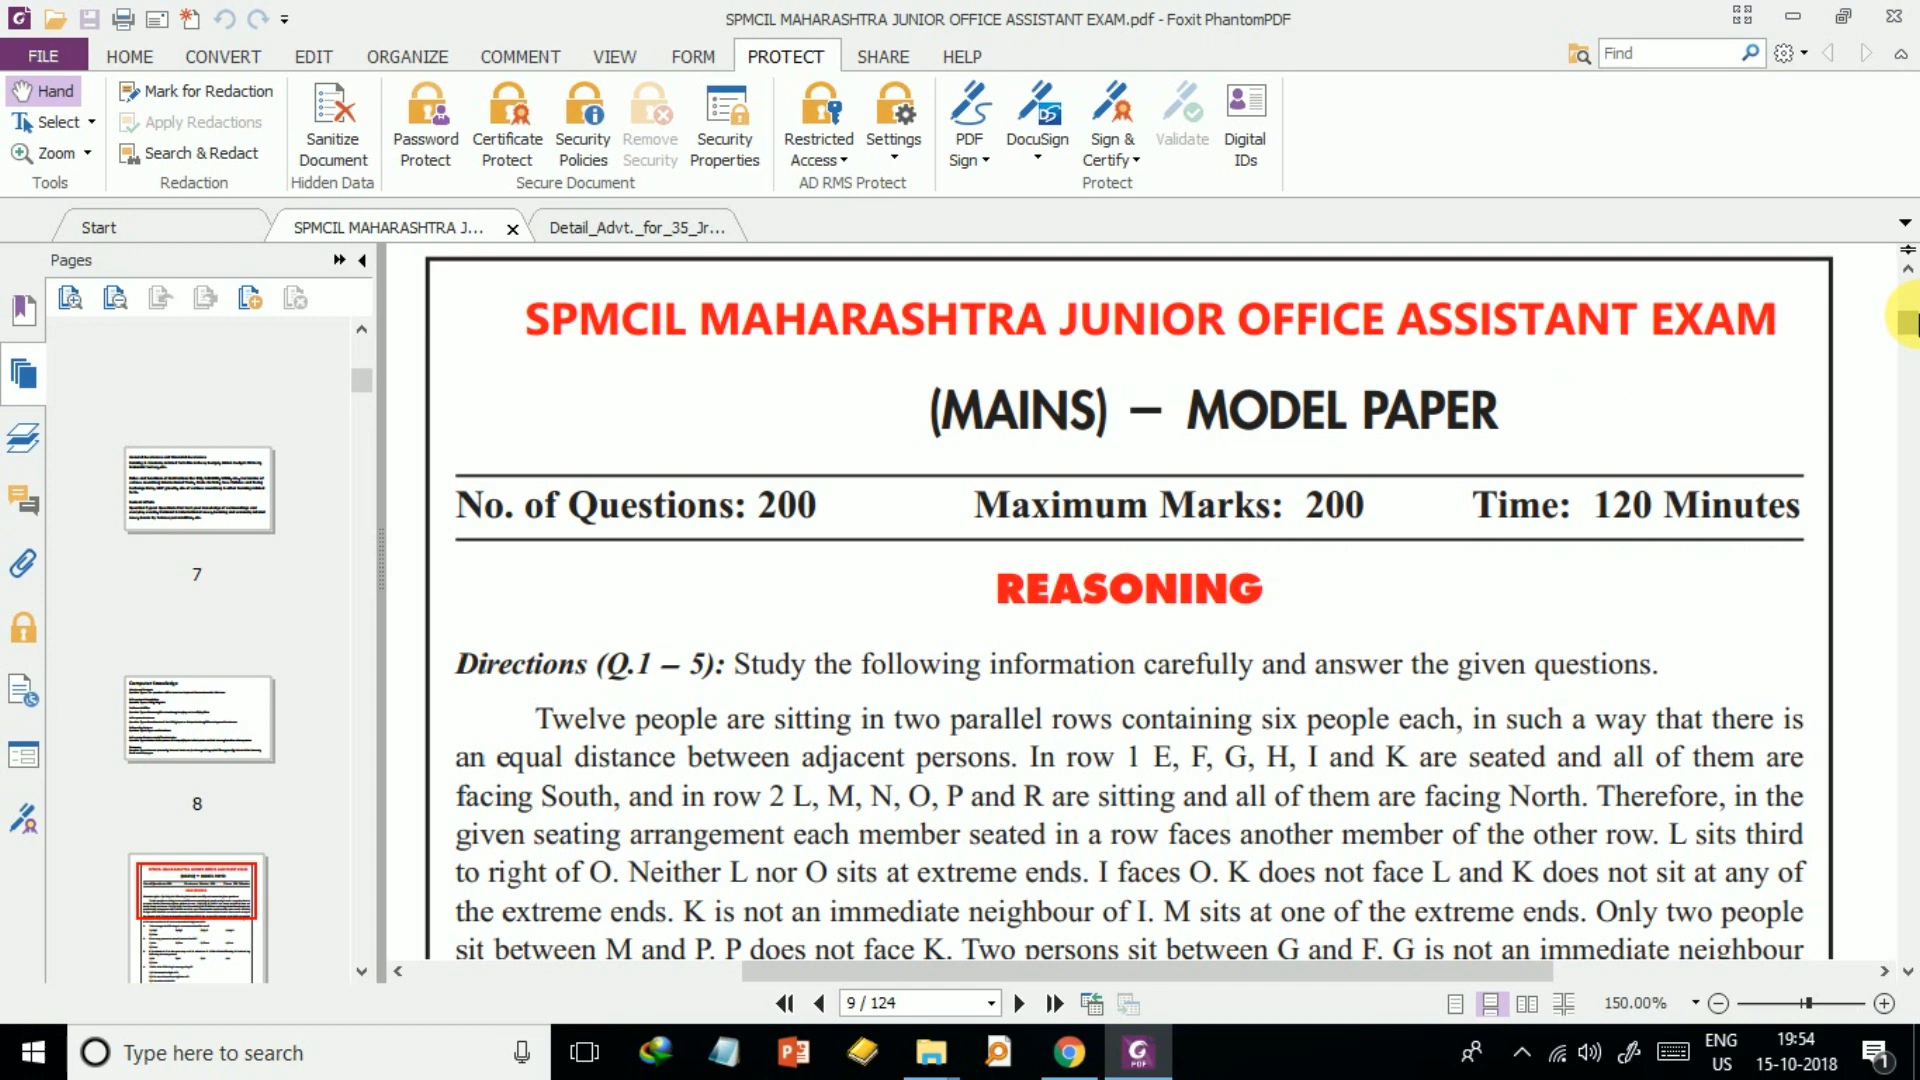 SPMCIL MAHARASHTRA JUNIOR OFFICE ASSISTANT EXAM.pdf - Foxit PhantomPDF
FILE HOME CONVERT EDIT ORGANIZE COMMENT VIEW FORM PROTECT SHARE HELP Find
Hand
Select
Zoom
Tools
Mark for Redaction
Apply Redactions
Search & Redact
Redaction
Sanitize
Document
Hidden Data
Password
Protect
Certificate
Protect
Security
Policies
Remove
Security
Security
Properties
Secure Document
Restricted
Access
Settings
AD RMS Protect
PDF
Sign
DocuSign
Sign &
Certify
Validate
Digital
IDs
Protect
Start SPMCIL MAHARASHTRA J... Detail_Advt._for_35_Jr...
Pages
7
Computer Knowledge
8
SPMCIL MAHARASHTRA JUNIOR OFFICE ASSISTANT EXAM
(MAINS) – MODEL PAPER
No. of Questions: 200 Maximum Marks: 200 Time: 120 Minutes
REASONING
Directions (Q.1 – 5): Study the following information carefully and answer the given questions.
Twelve people are sitting in two parallel rows containing six people each, in such a way that there is
an equal distance between adjacent persons. In row 1 E, F, G, H, I and K are seated and all of them are
facing South, and in row 2 L, M, N, O, P and R are sitting and all of them are facing North. Therefore, in the
given seating arrangement each member seated in a row faces another member of the other row. L sits third
to right of O. Neither L nor O sits at extreme ends. I faces O. K does not face L and K does not sit at any of
the extreme ends. K is not an immediate neighbour of I. M sits at one of the extreme ends. Only two people
sit between M and P. P does not face K. Two persons sit between G and F. G is not an immediate neighbour
9 / 124
150.00%
Type here to search
ENG
US
19:54
15-10-2018
1